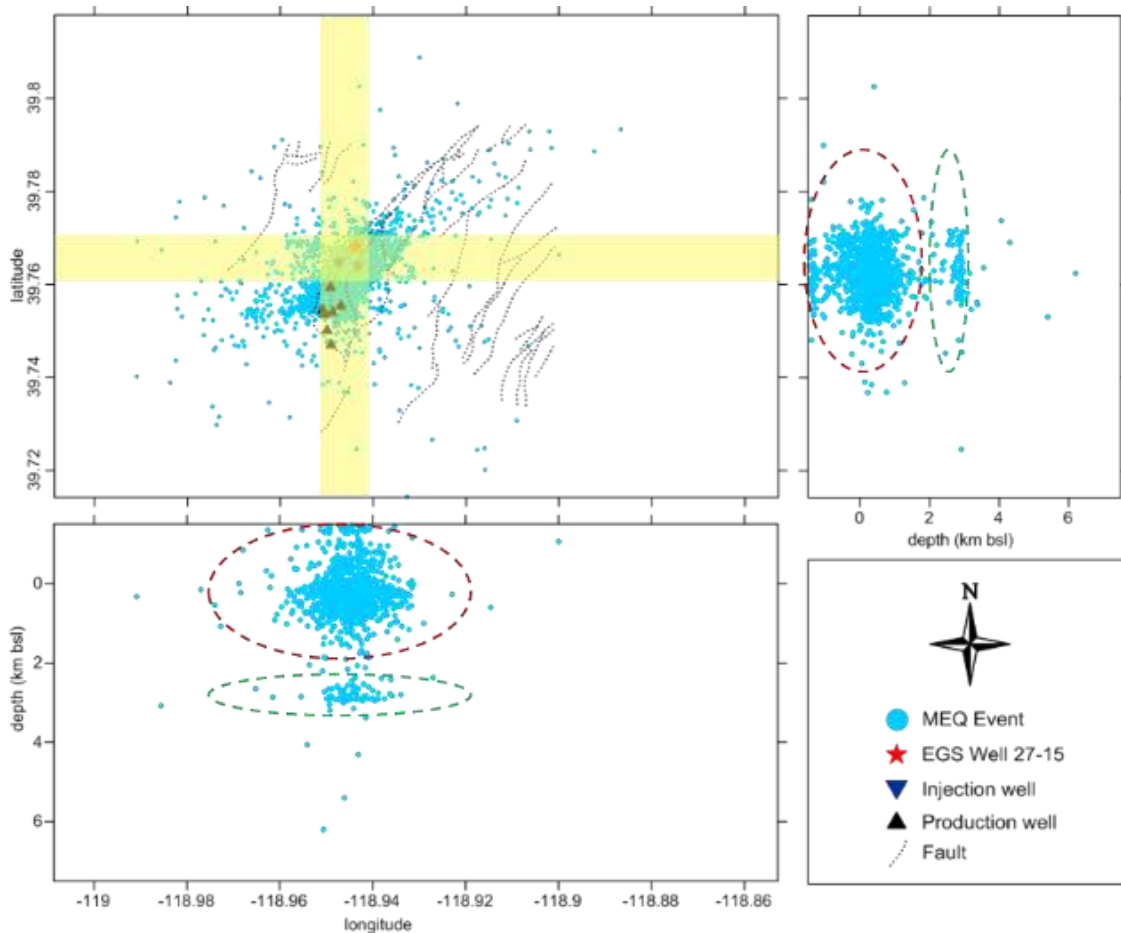 39.8
39.78
39.76
39.74
39.72
latitude
0
2
4
6
depth (km bsl)
0
2
4
6
depth (km bsl)
-119
-118.98
-118.96
-118.94
-118.92
-118.9
-118.88
-118.86
longitude
N
MEQ Event
EGS Well 27-15
Injection well
Production well
Fault